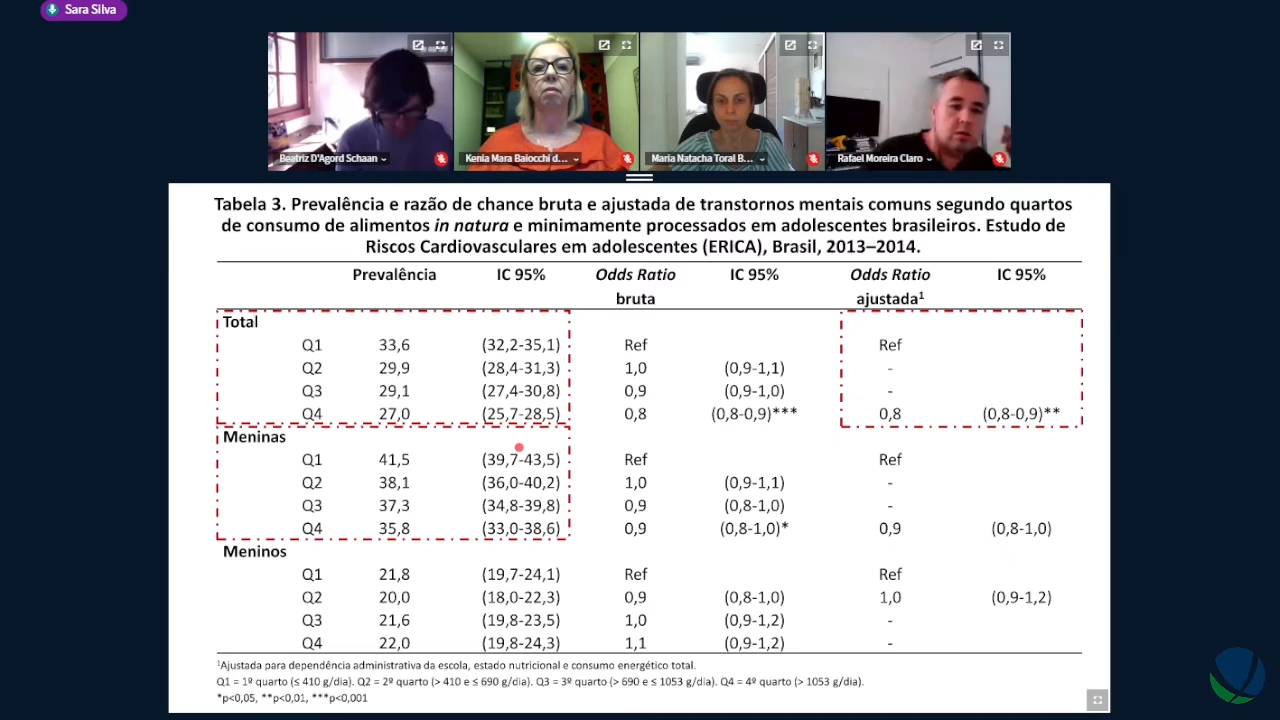 Sara Silva
Beatriz D'Agord Schaan
Kenia Mara Baiocchi d...
Maria Natacha Toral B...
Rafael Moreira Claro
Tabela 3. Prevalência e razão de chance bruta e ajustada de transtornos mentais comuns segundo quartos
de consumo de alimentos in natura e minimamente processados em adolescentes brasileiros. Estudo de
Riscos Cardiovasculares em adolescentes (ERICA), Brasil, 2013–2014.
Prevalência IC 95% Odds Ratio IC 95% Odds Ratio IC 95%
bruta ajustada¹
Total
Q1 33,6 (32,2-35,1) Ref Ref
Q2 29,9 (28,4-31,3) 1,0 (0,9-1,1) -
Q3 29,1 (27,4-30,8) 0,9 (0,9-1,0) -
Q4 27,0 (25,7-28,5) 0,8 (0,8-0,9)*** 0,8 (0,8-0,9)**
Meninas
Q1 41,5 (39,7-43,5) Ref Ref
Q2 38,1 (36,0-40,2) 1,0 (0,9-1,1) -
Q3 37,3 (34,8-39,8) 0,9 (0,8-1,0) -
Q4 35,8 (33,0-38,6) 0,9 (0,8-1,0)* 0,9 (0,8-1,0)
Meninos
Q1 21,8 (19,7-24,1) Ref Ref
Q2 20,0 (18,0-22,3) 0,9 (0,8-1,0) 1,0 (0,9-1,2)
Q3 21,6 (19,8-23,5) 1,0 (0,9-1,2) -
Q4 22,0 (19,8-24,3) 1,1 (0,9-1,2) -
¹Ajustada para dependência administrativa da escola, estado nutricional e consumo energético total.
Q1 = 1º quarto (≤ 410 g/dia). Q2 = 2º quarto (> 410 e ≤ 690 g/dia). Q3 = 3º quarto (> 690 e ≤ 1053 g/dia). Q4 = 4º quarto (> 1053 g/dia).
*p<0,05, **p<0,01, ***p<0,001